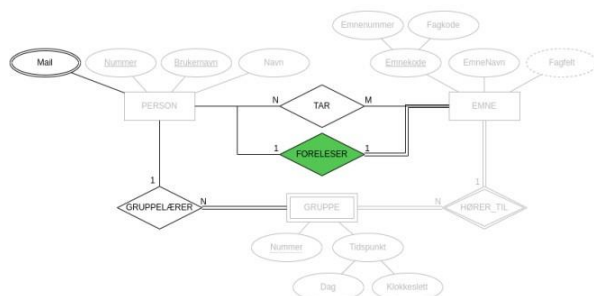 Emnenummer
Fagkode
Mail
Nummer
Brukernavn
Navn
Emnekode
EmneNavn
Fagfelt
PERSON
N
TAR
M
EMNE
1
FORELESER
1
1
1
GRUPPELÆRER
N
GRUPPE
N
HØRER_TIL
Nummer
Tidspunkt
Dag
Klokkeslett